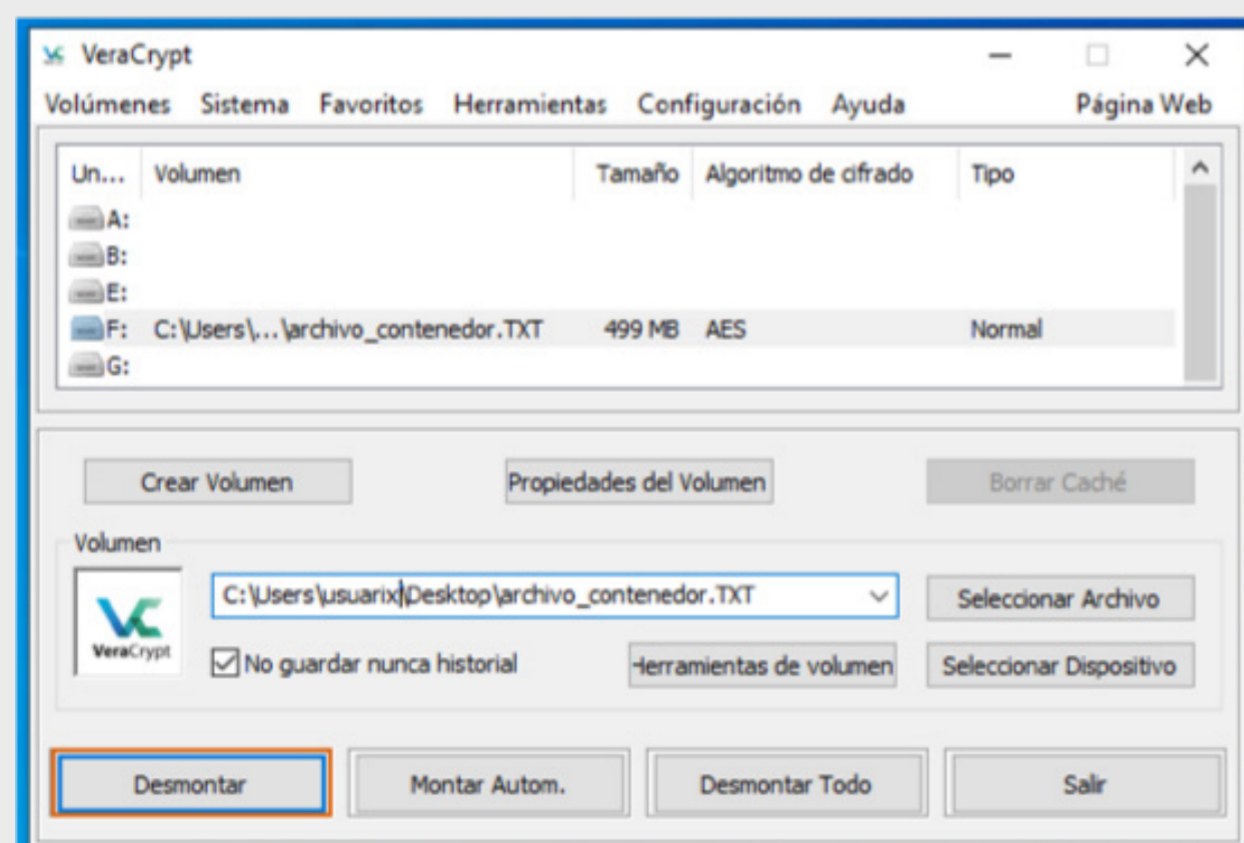 VeraCrypt
Volúmenes Sistema Favoritos Herramientas Configuración Ayuda Página Web
Un... Volumen Tamaño Algoritmo de cifrado Tipo
A:
B:
E:
F: C:\Users\...\archivo_contenedor.TXT 499 MB AES Normal
G:
Crear Volumen Propiedades del Volumen Borrar Caché
Volumen
C:\Users\usuarix\Desktop\archivo_contenedor.TXT Seleccionar Archivo
VeraCrypt
No guardar nunca historial Herramientas de volumen Seleccionar Dispositivo
Desmontar Montar Autom. Desmontar Todo Salir